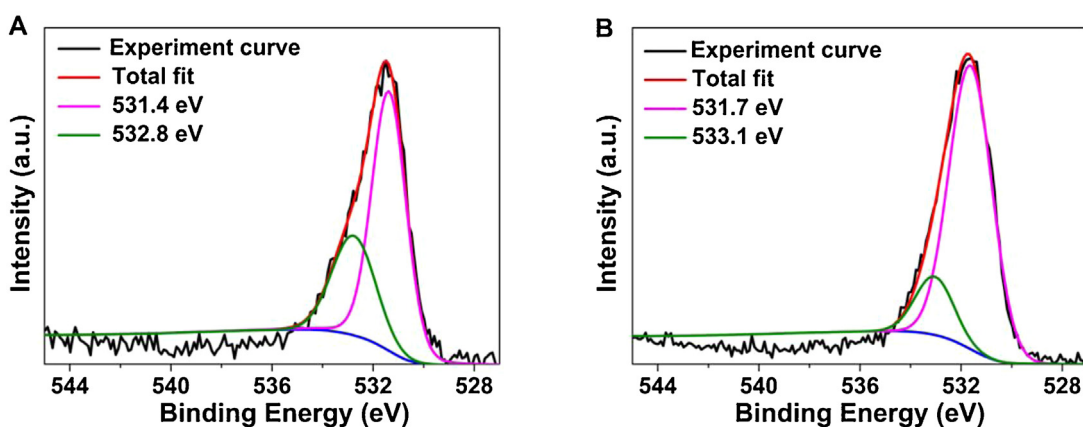 A
Experiment curve
Total fit
531.4 eV
532.8 eV
Intensity (a.u.)
544 540 536 532 528
Binding Energy (eV)
B
Experiment curve
Total fit
531.7 eV
533.1 eV
Intensity (a.u.)
544 540 536 532 528
Binding Energy (eV)